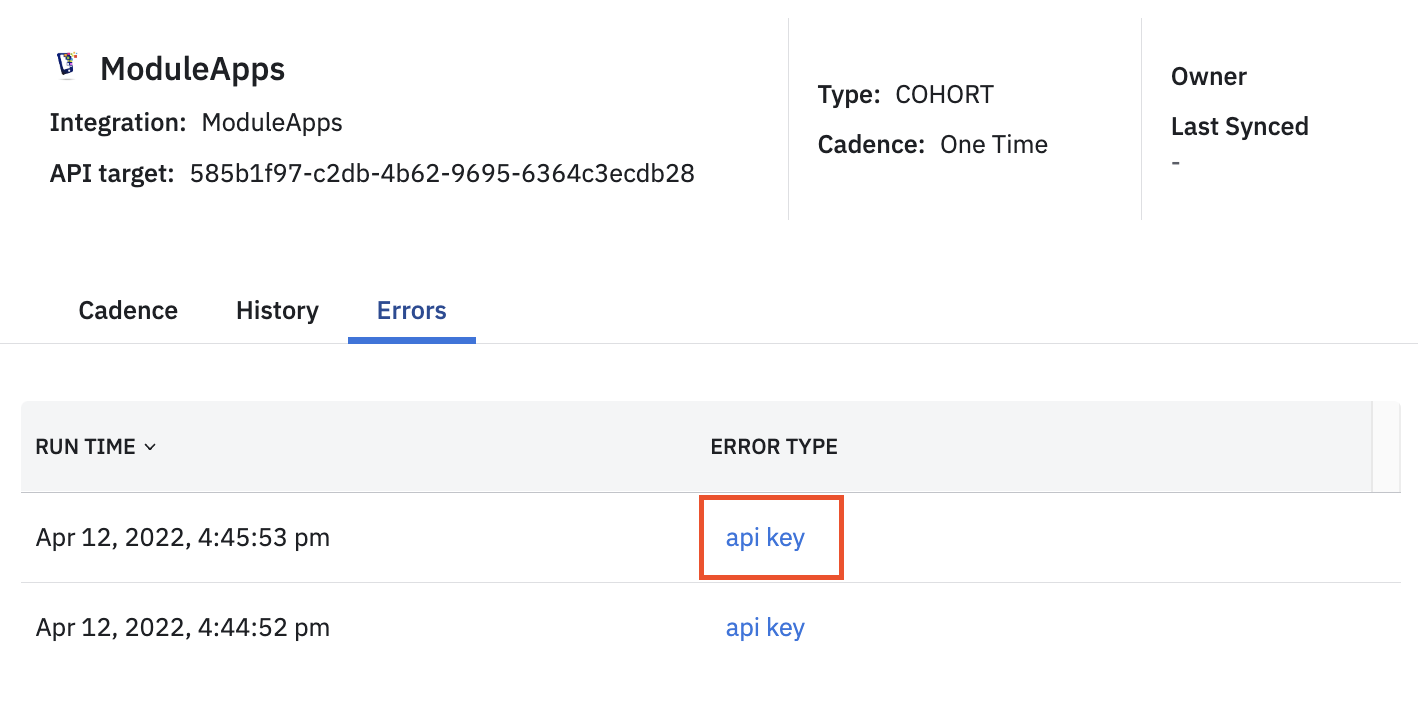 ModuleApps
Integration: ModuleApps
API target: 585b1f97-c2db-4b62-9695-6364c3ecdb28
Type: COHORT
Cadence: One Time
Owner
Last Synced
-
Cadence History Errors
RUN TIME ERROR TYPE
Apr 12, 2022, 4:45:53 pm api key
Apr 12, 2022, 4:44:52 pm api key